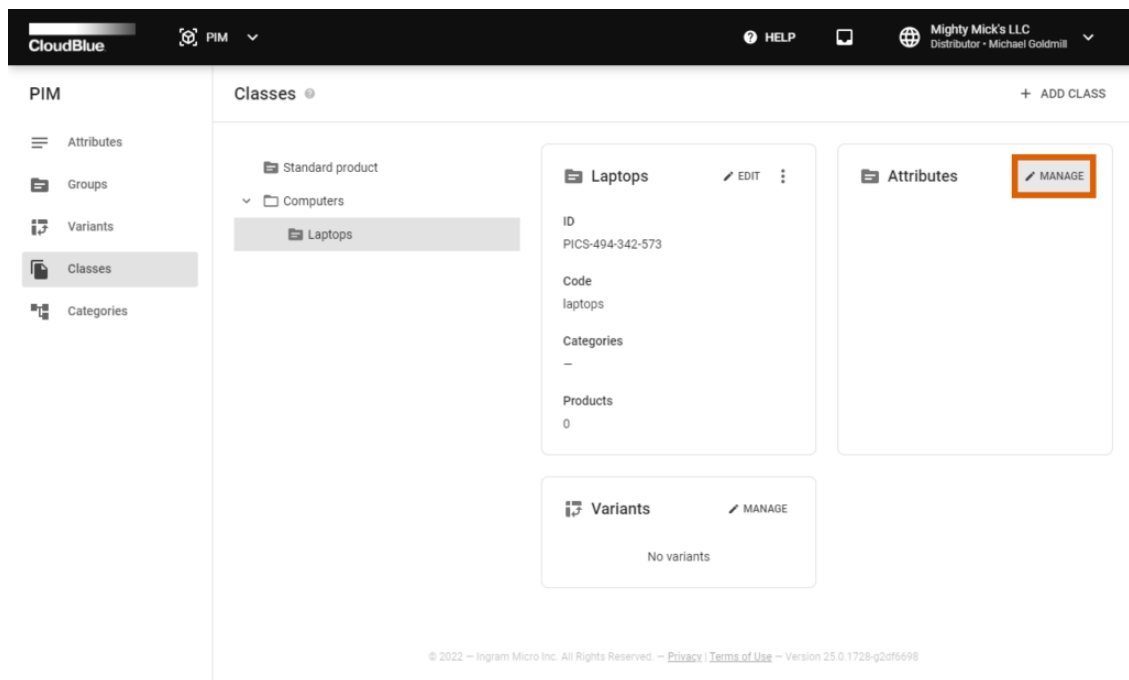 CloudBlue
PIM
HELP
Mighty Mick's LLC
Distributor • Michael Goldmill
PIM
Attributes
Groups
Variants
Classes
Categories
Classes
+ ADD CLASS
Standard product
Computers
Laptops
Laptops
EDIT
ID
PICS-494-342-573
Code
laptops
Categories
—
Products
0
Attributes
MANAGE
Variants
MANAGE
No variants
© 2022 — Ingram Micro Inc. All Rights Reserved. — Privacy | Terms of Use — Version 25.0.1728-g2df6698